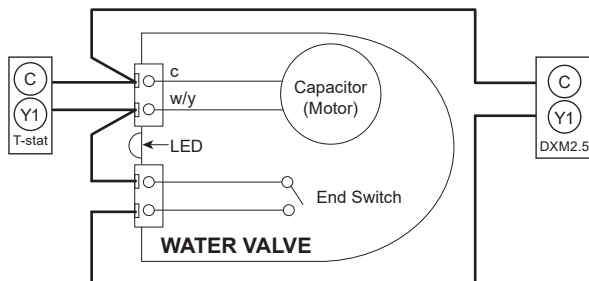 C
Y1
T-stat
c
w/y
LED
Capacitor
(Motor)
End Switch
WATER VALVE
C
Y1
DXM2.5